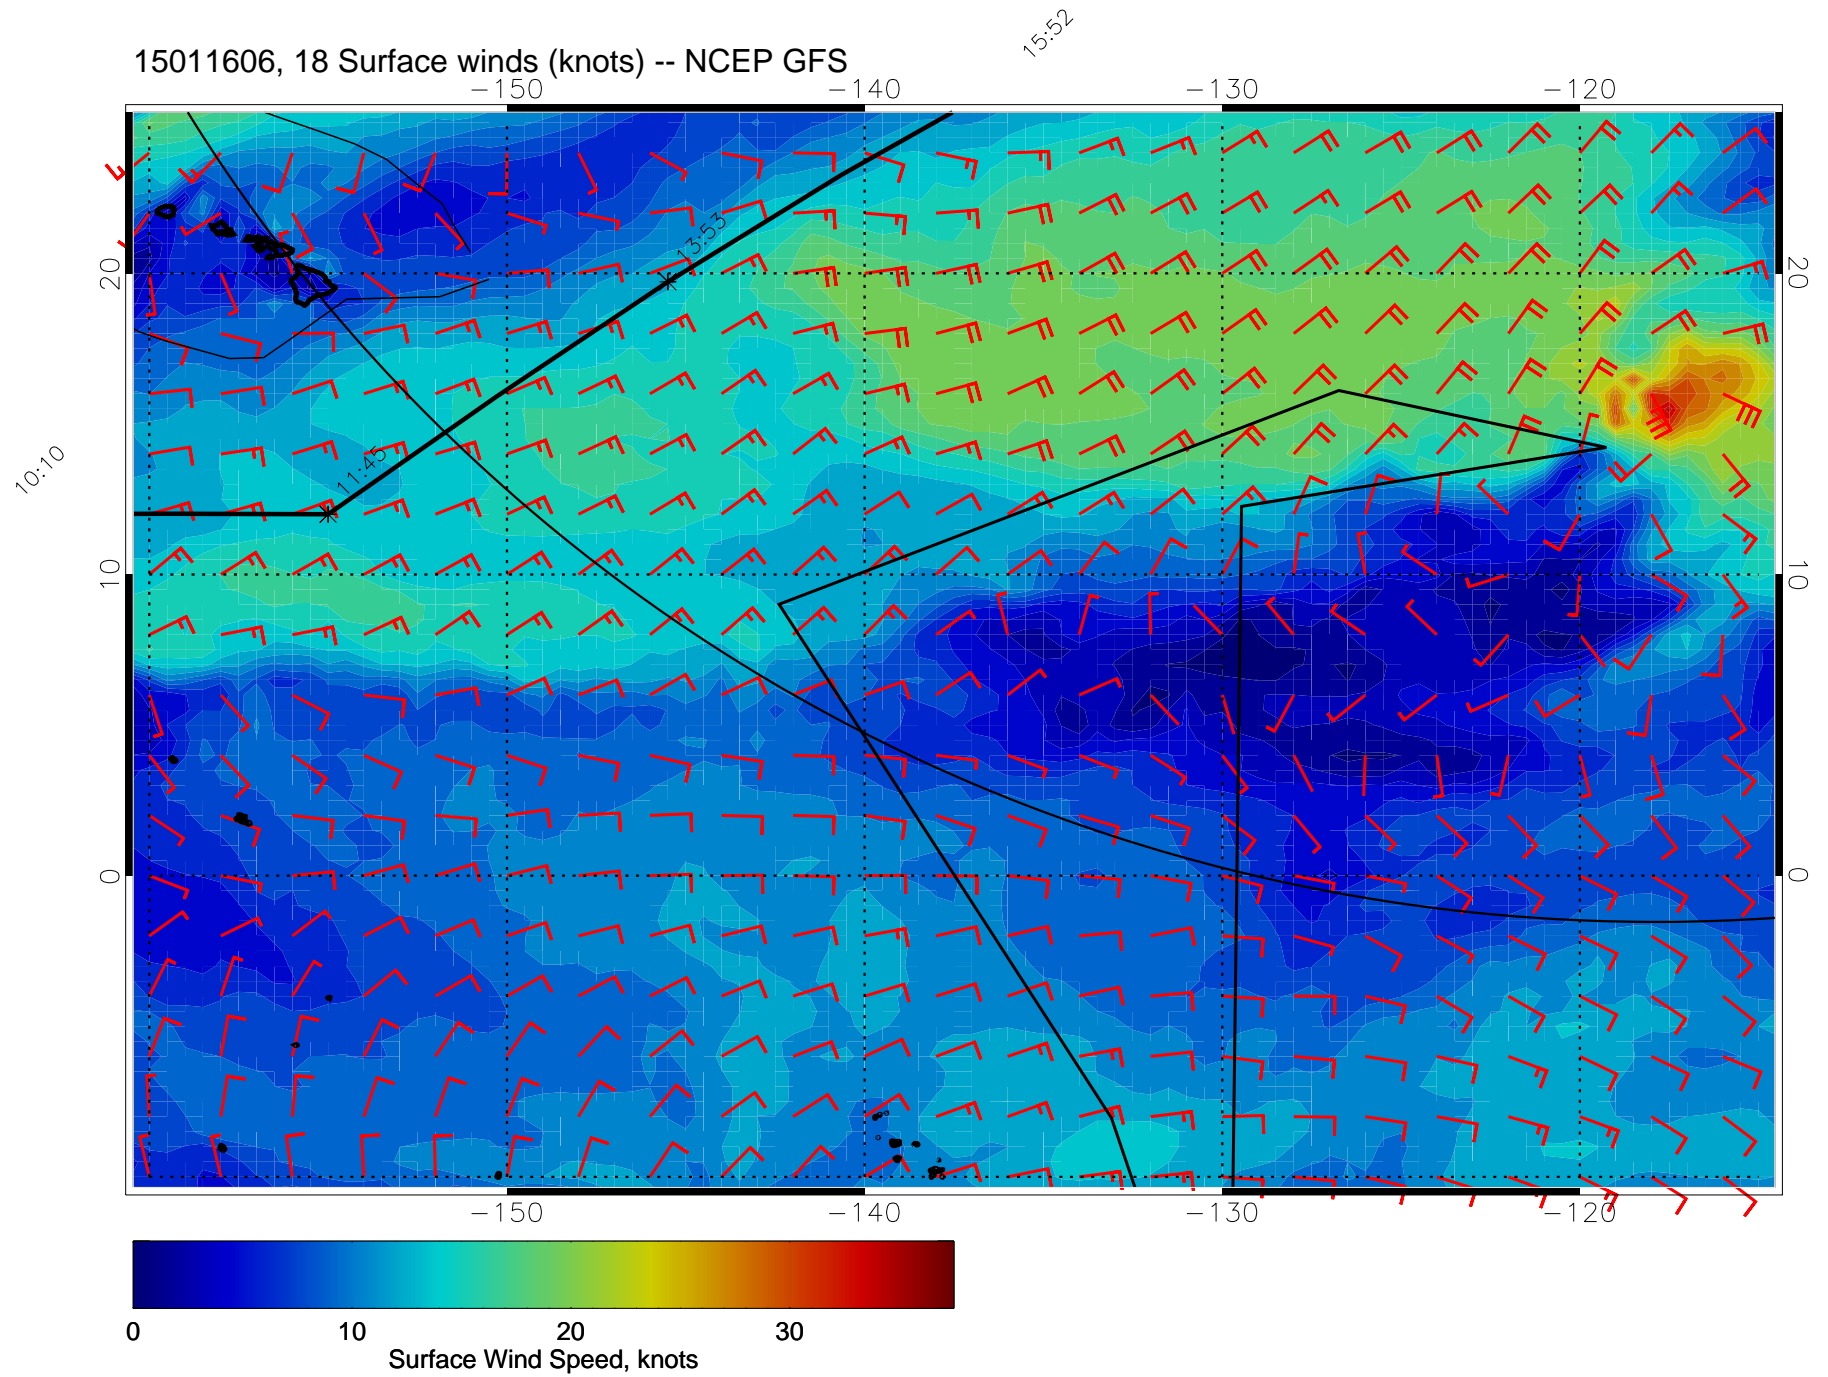 15:52
15011606, 18 Surface winds (knots) -- NCEP GFS
-150 -140 -130 -120
13:53
20 20
10:10 11:45
10 10
0 0
-150 -140 -130 -120
0 10 20 30
Surface Wind Speed, knots